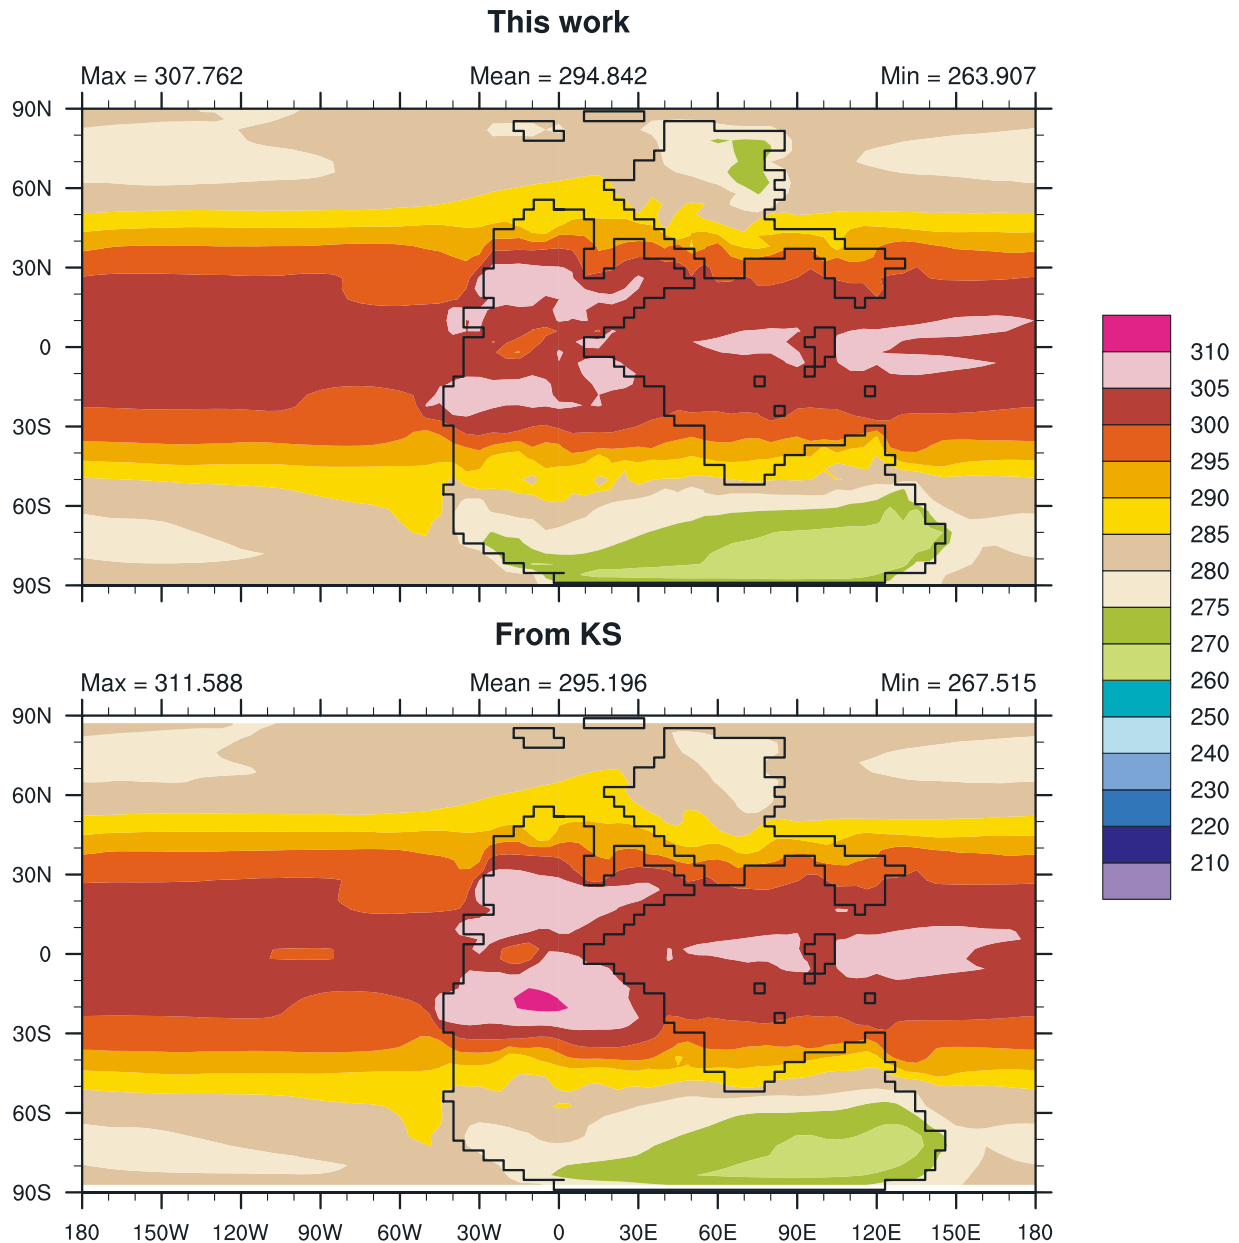 This work
Max = 307.762 Mean = 294.842 Min = 263.907
90N
60N
30N
0
30S
60S
90S
From KS
Max = 311.588 Mean = 295.196 Min = 267.515
90N
60N
30N
0
30S
60S
90S
180 150W 120W 90W 60W 30W 0 30E 60E 90E 120E 150E 180
310
305
300
295
290
285
280
275
270
260
250
240
230
220
210